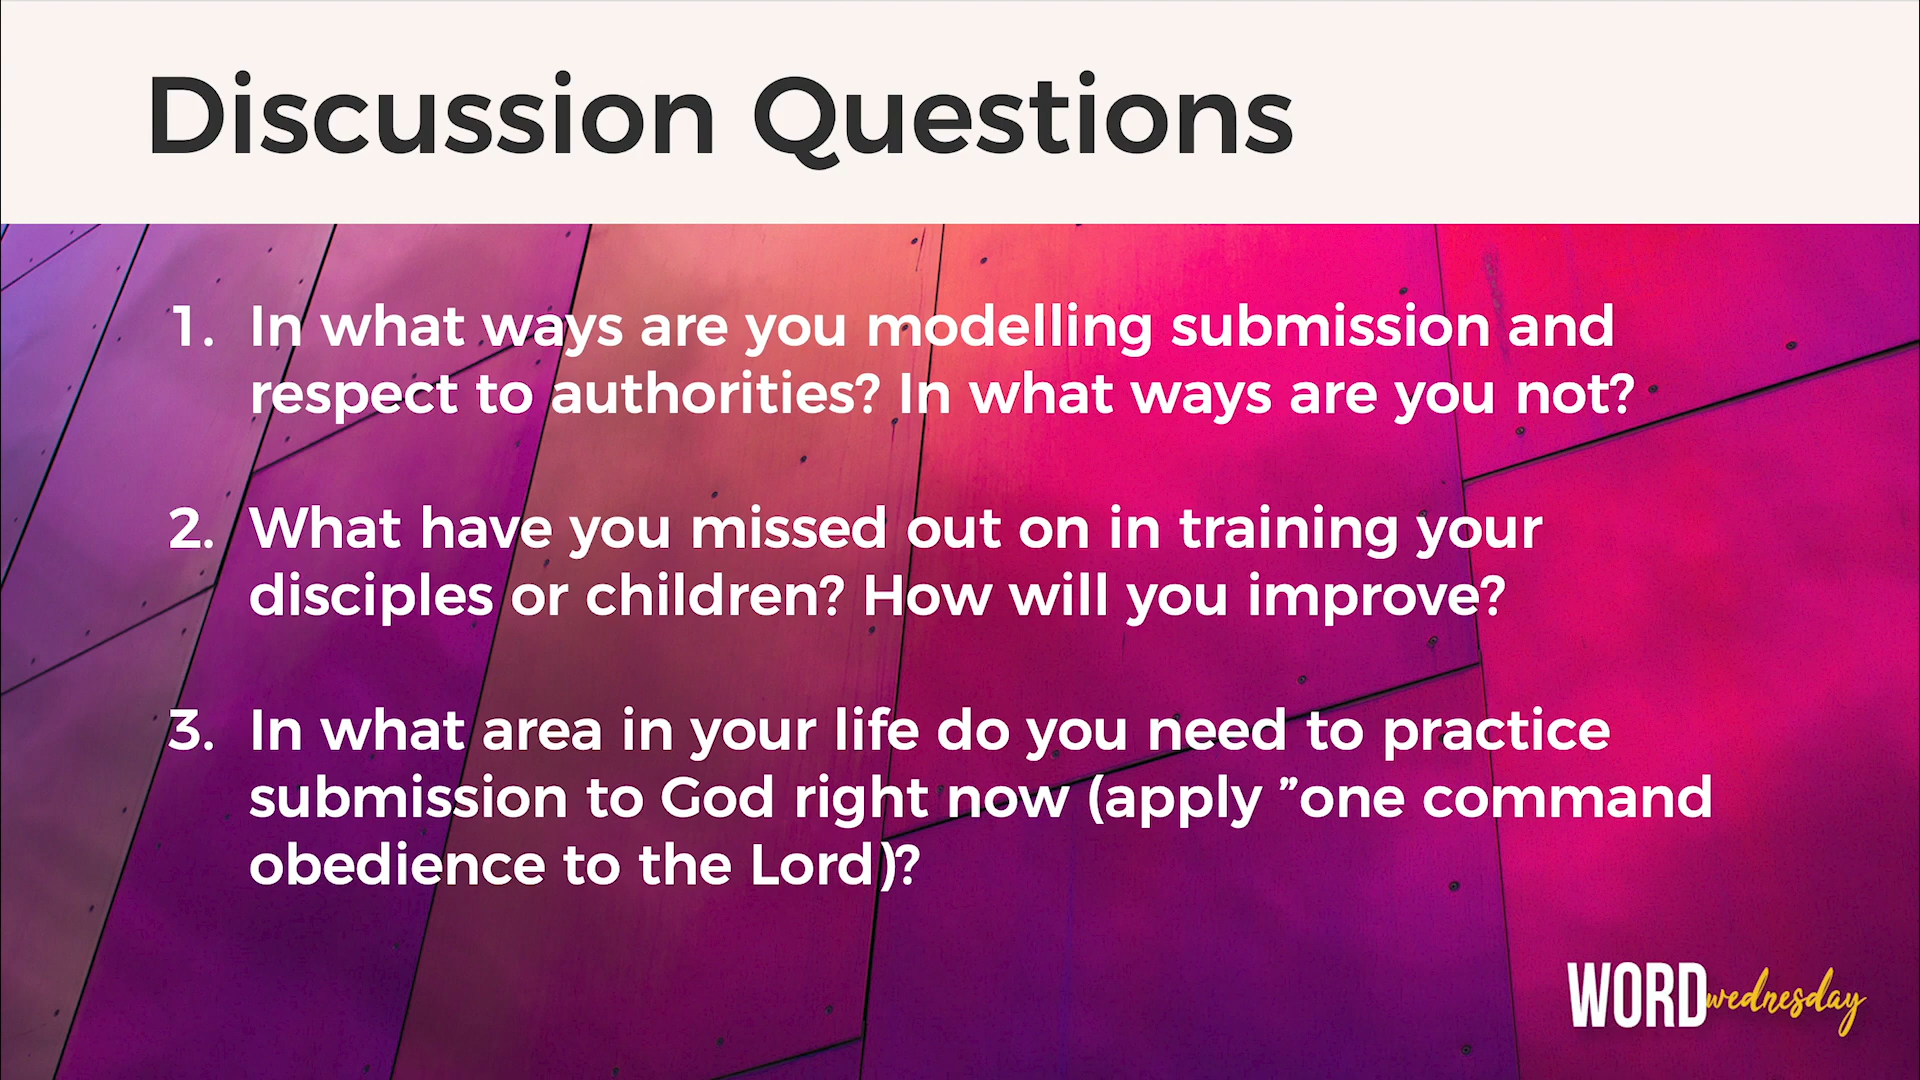 Discussion Questions
1. In what ways are you modelling submission and
respect to authorities? In what ways are you not?
2. What have you missed out on in training your
disciples or children? How will you improve?
3. In what area in your life do you need to practice
submission to God right now (apply ”one command
obedience to the Lord)?
WORD wednesday